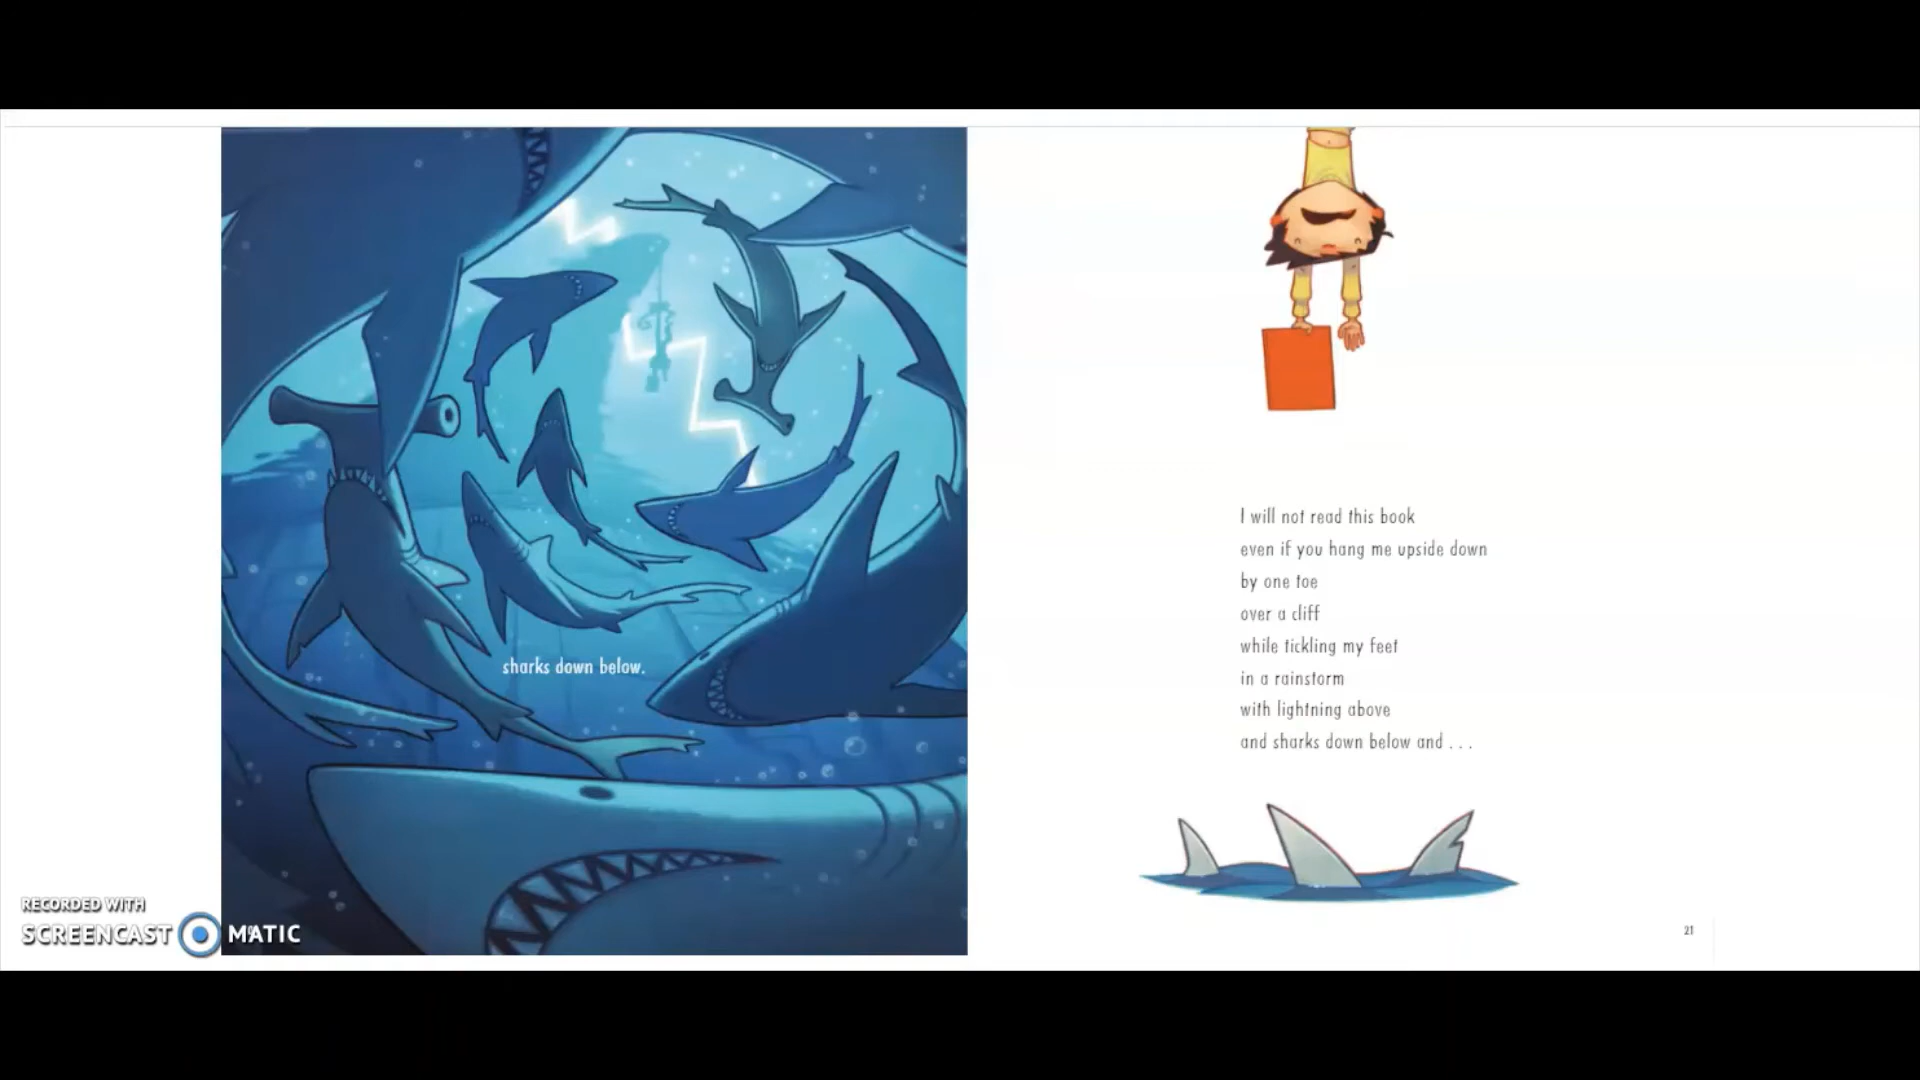 sharks down below.
I will not read this book
even if you hang me upside down
by one toe
over a cliff
while tickling my feet
in a rainstorm
with lightning above
and sharks down below and . . .
21
RECORDED WITH
SCREENCAST MATIC